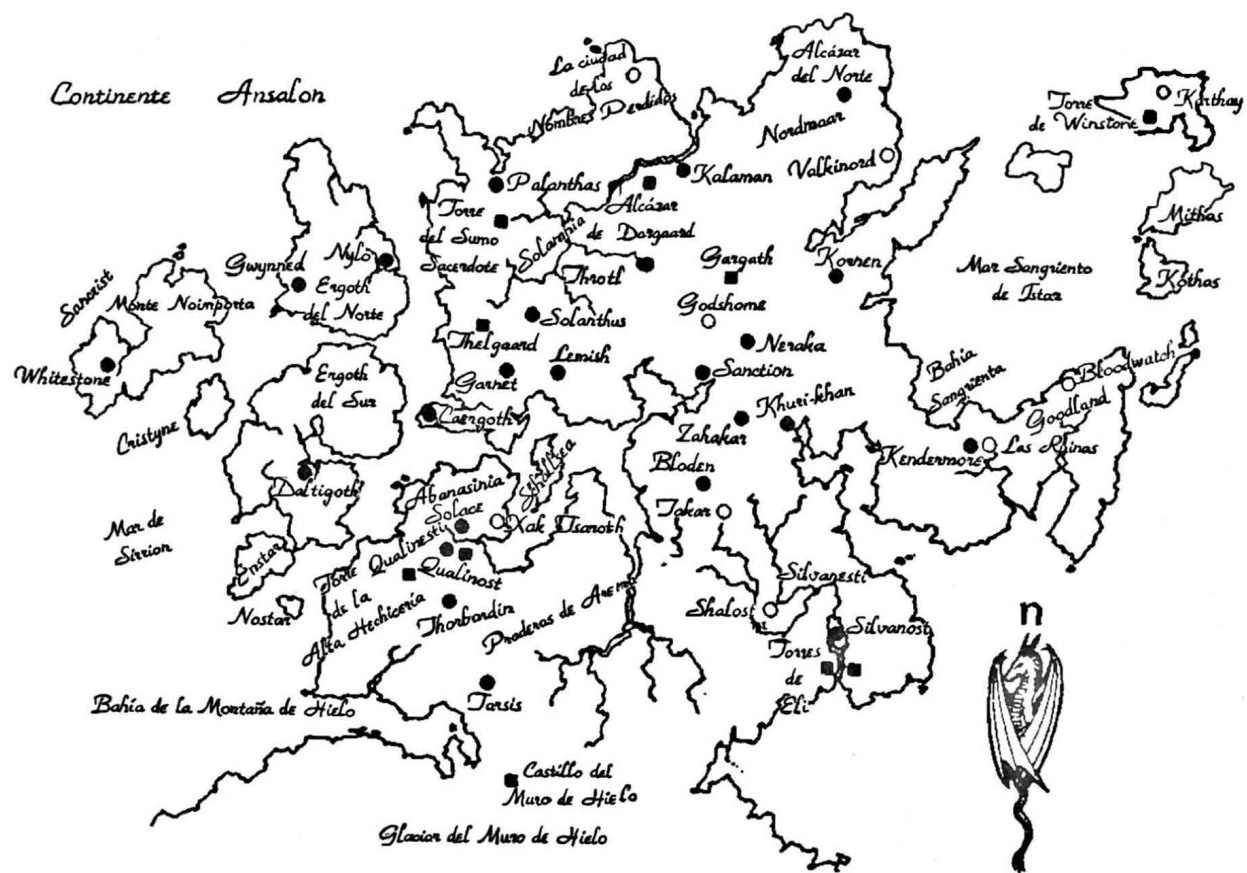 Continente Ansalon
La ciudad
de los
Nombres Perdidos
Alcázar
del Norte
Nordmaar
Valkinord
Torre
de Winstone
Karthay
Mithas
Kothas
Palanthas
Kalaman
Torre
del Sumo
Sacerdote
Solamnia
Alcázar
de Dargaard
Throtl
Gargath
Korren
Mar Sangriento
de Istar
Sancrist
Monte Noimporta
Gwynned
Nylo
Ergoth
del Norte
Godshome
Solanthus
Thelgaard
Lemish
Garnet
Neraka
Sanction
Whitestone
Ergoth
del Sur
Cristyne
Caergoth
Khuri-khan
Zahakar
Bahía
Sangrienta
Bloodwatch
Goodland
Kendermore
Las Ruinas
Daltigoth
Abanasinia
Solace
Xak Tsaroth
Bloden
Takar
Mar de
Sirrion
Enstar
Nostar
Qualinesti
Qualinost
Torre
de la
Alta Hechicería
Thorbardin
Praderas de
Silvanesti
Shalos
Silvanost
Torres
de
Eli
n
Bahía de la Montaña de Hielo
Tarsis
Castillo del
Muro de Hielo
Glaciar del Muro de Hielo